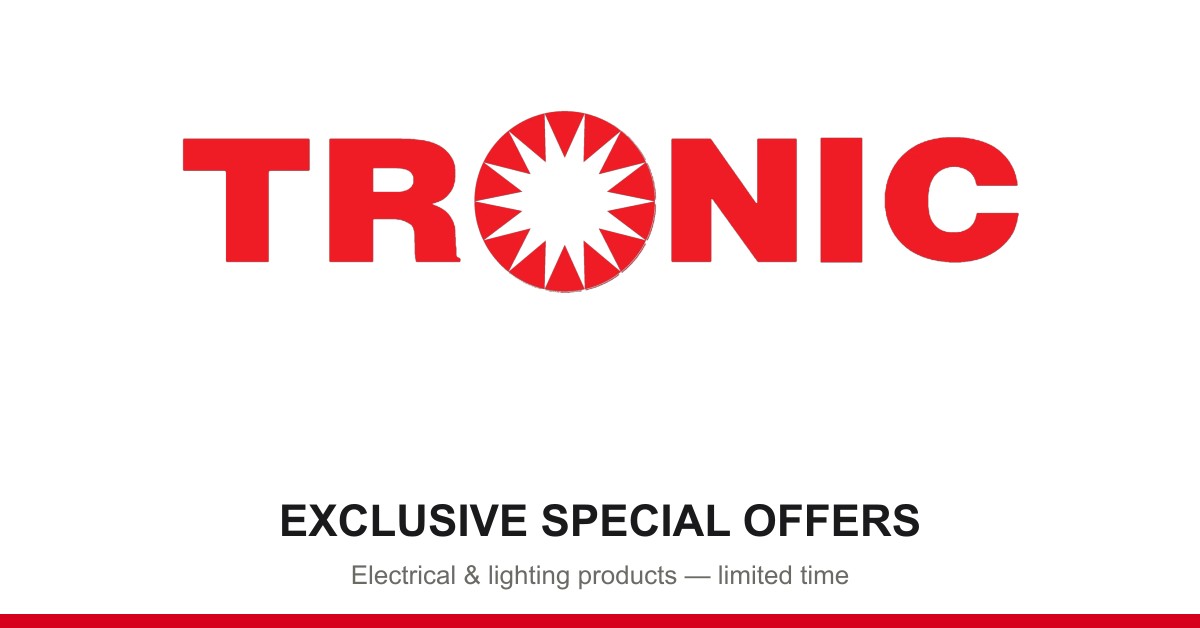 TRONIC
EXCLUSIVE SPECIAL OFFERS
Electrical & lighting products — limited time